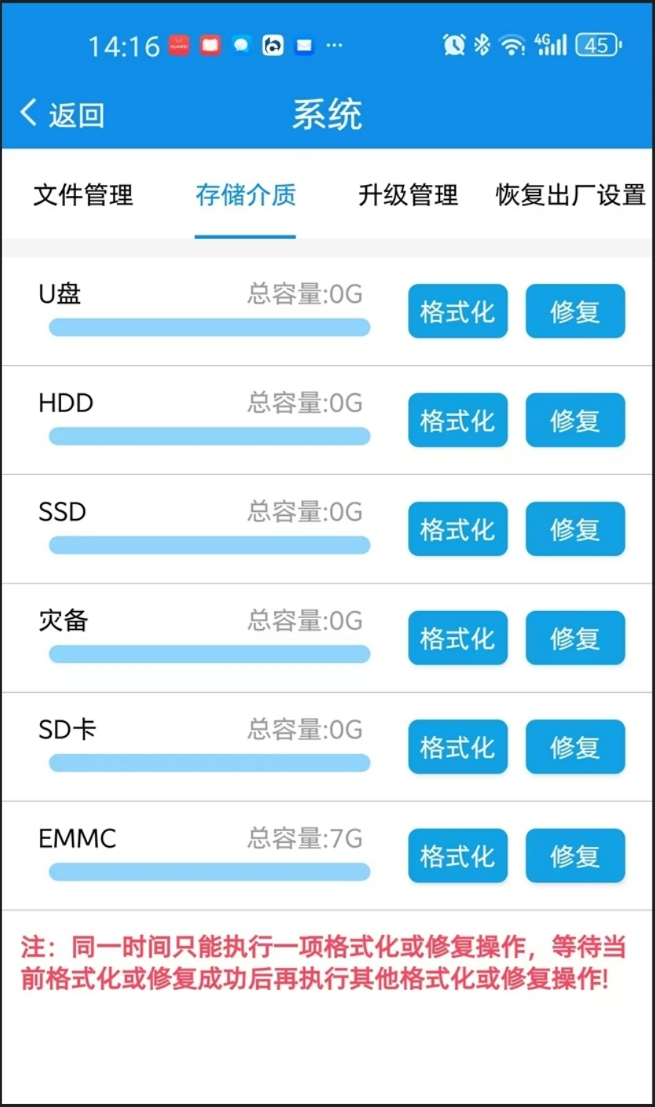 14:16
4G
45
返回
系统
文件管理
存储介质
升级管理
恢复出厂设置
U盘
总容量:0G
格式化
修复
HDD
总容量:0G
格式化
修复
SSD
总容量:0G
格式化
修复
灾备
总容量:0G
格式化
修复
SD卡
总容量:0G
格式化
修复
EMMC
总容量:7G
格式化
修复
注：同一时间只能执行一项格式化或修复操作，等待当
前格式化或修复成功后再执行其他格式化或修复操作!